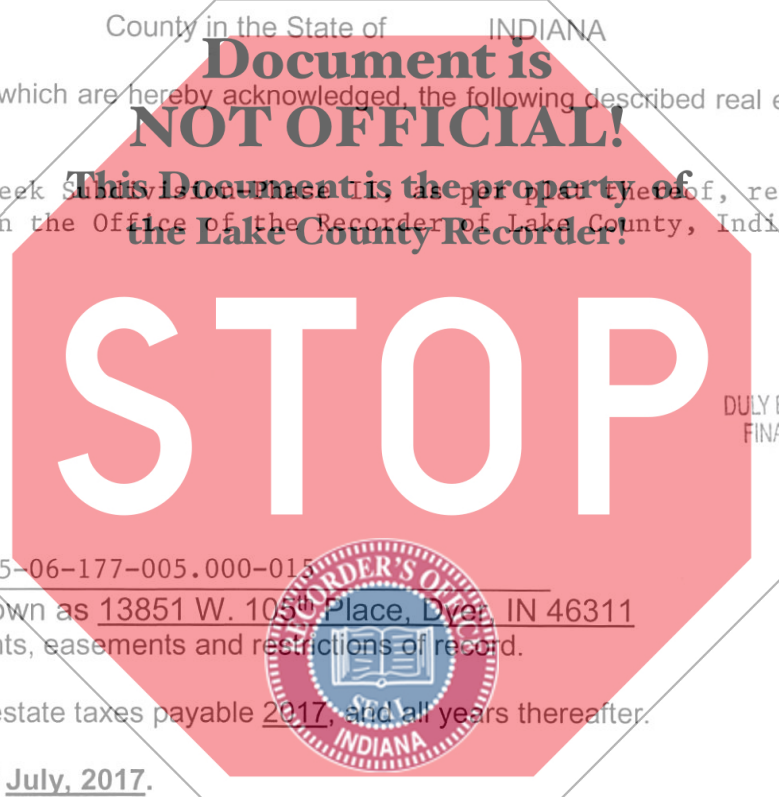 County in the State of INDIANA
Document is
which are hereby acknowledged, the following described real e
NOT OFFICIAL!
This Document is the property of
eek Subdivision-Phase II, as per plat thereof, re
n the Office of the Recorder of Lake County, Indi
the Lake County Recorder!
STOP
DULY E
FINA
5-06-177-005.000-015
RECORDER'S OFFICE
own as 13851 W. 105th Place, Dyer, IN 46311
nts, easements and restrictions of record.
SEAL
estate taxes payable 2017, and all years thereafter.
INDIANA
July, 2017.